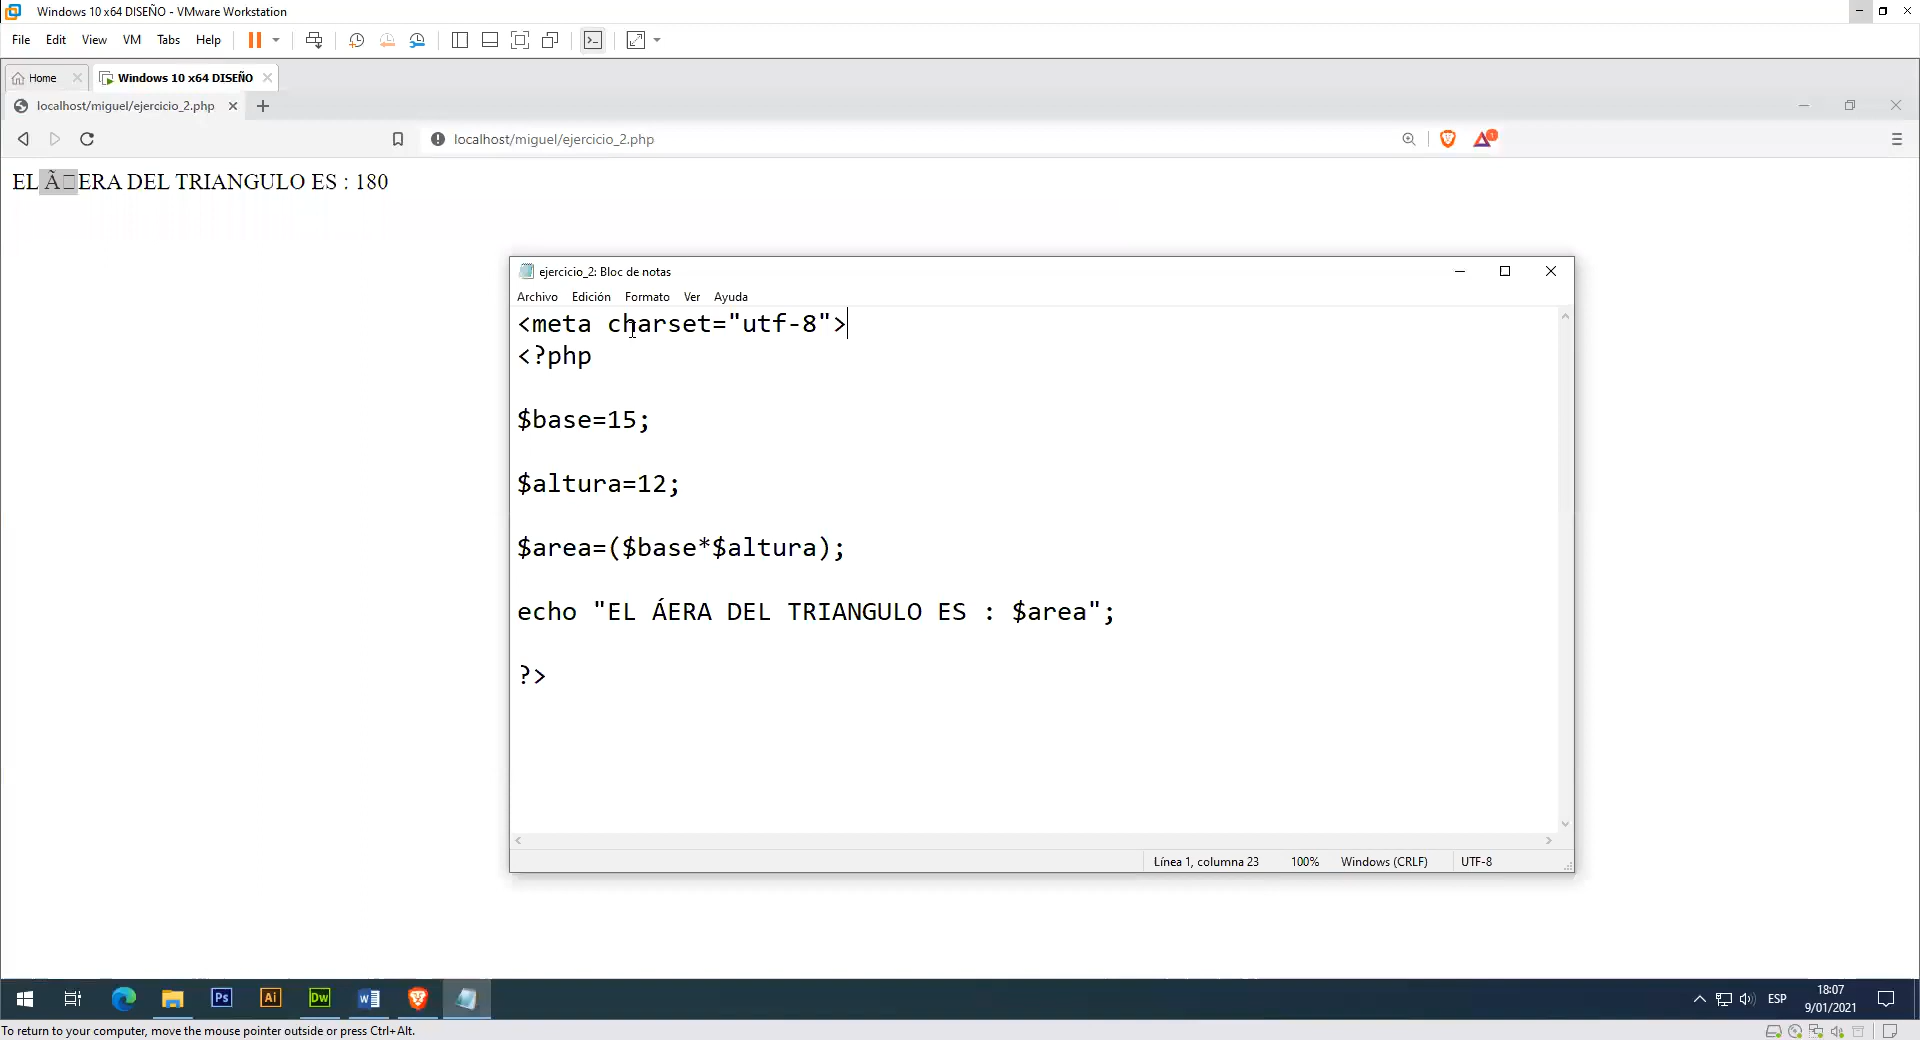 Windows 10 x64 DISEÑO - VMware Workstation
File Edit View VM Tabs Help
Home Windows 10 x64 DISEÑO
localhost/miguel/ejercicio_2.php
localhost/miguel/ejercicio_2.php
EL Ã□ERA DEL TRIANGULO ES : 180
ejercicio_2: Bloc de notas
Archivo Edición Formato Ver Ayuda
<meta charset="utf-8">
<?php
$base=15;
$altura=12;
$area=($base*$altura);
echo "EL ÁERA DEL TRIANGULO ES : $area";
?>
Línea 1, columna 23 100% Windows (CRLF) UTF-8
Ps Ai Dw ESP 18:07
9/01/2021
To return to your computer, move the mouse pointer outside or press Ctrl+Alt.